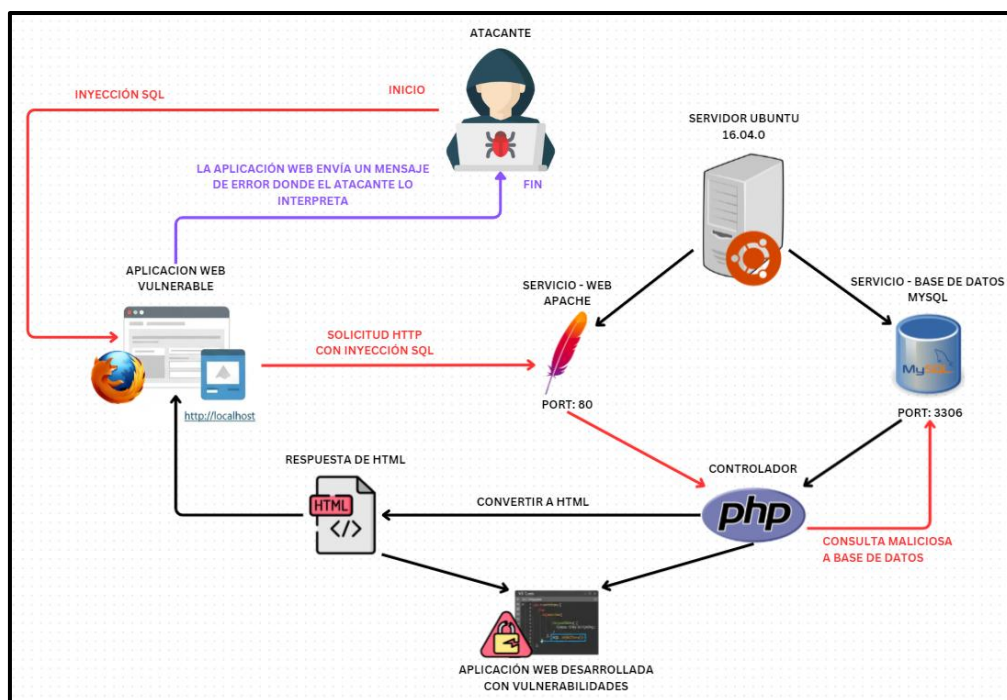 ATACANTE
INYECCIÓN SQL
INICIO
SERVIDOR UBUNTU
16.04.0
LA APLICACIÓN WEB ENVÍA UN MENSAJE
DE ERROR DONDE EL ATACANTE LO
INTERPRETA
FIN
APLICACION WEB
VULNERABLE
SERVICIO - WEB
APACHE
SERVICIO - BASE DE DATOS
MYSQL
SOLICITUD HTTP
CON INYECCIÓN SQL
MySQL
http://localhost
PORT: 80
PORT: 3306
RESPUESTA DE HTML
CONTROLADOR
HTML
CONVERTIR A HTML
php
CONSULTA MALICIOSA
A BASE DE DATOS
APLICACIÓN WEB DESARROLLADA
CON VULNERABILIDADES